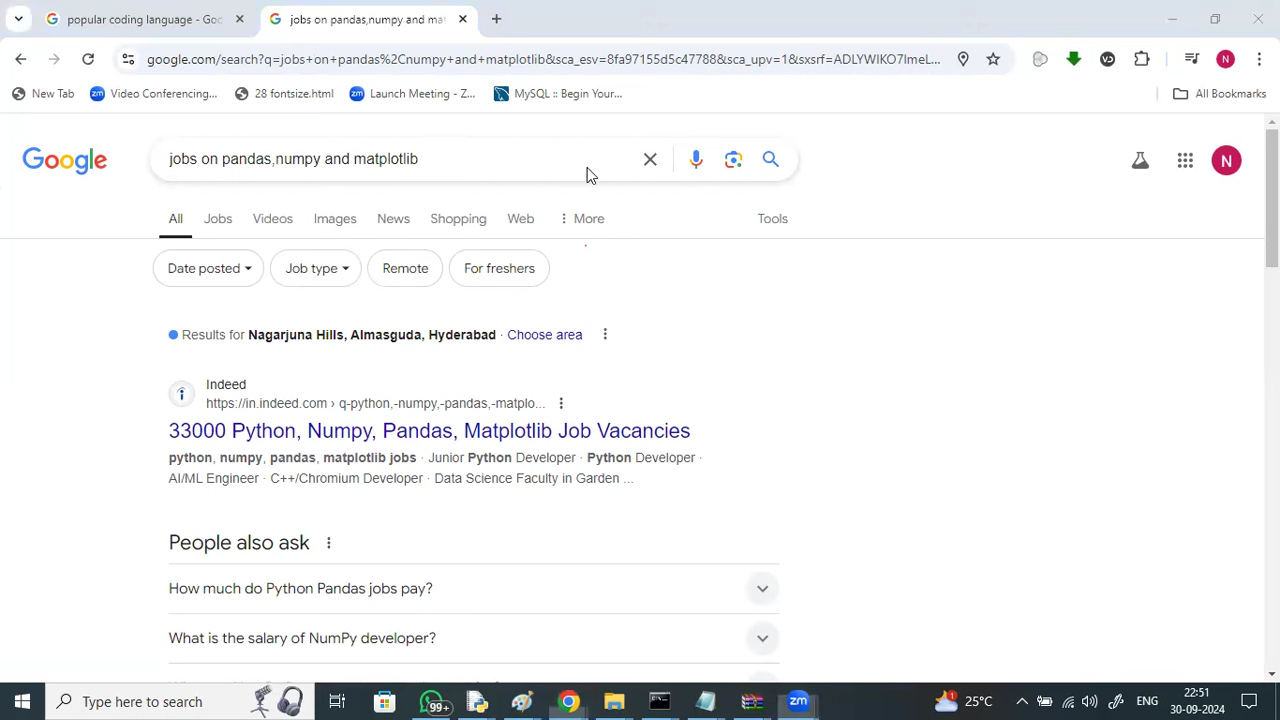 popular coding language - Goo
jobs on pandas,numpy and mat
google.com/search?q=jobs+on+pandas%2Cnumpy+and+matplotlib&sca_esv=8fa97155d5c47788&sca_upv=1&sxsrf=ADLYWIKO7ImeL...
New Tab
Video Conferencing...
28 fontsize.html
Launch Meeting - Z...
MySQL :: Begin Your...
All Bookmarks
Google
jobs on pandas,numpy and matplotlib
N
All Jobs Videos Images News Shopping Web More Tools
Date posted Job type Remote For freshers
Results for Nagarjuna Hills, Almasguda, Hyderabad · Choose area
Indeed
https://in.indeed.com › q-python,-numpy,-pandas,-matplo...
33000 Python, Numpy, Pandas, Matplotlib Job Vacancies
python, numpy, pandas, matplotlib jobs · Junior Python Developer · Python Developer ·
AI/ML Engineer · C++/Chromium Developer · Data Science Faculty in Garden ...
People also ask
How much do Python Pandas jobs pay?
What is the salary of NumPy developer?
Type here to search
99+
zm
1
25°C
ENG
22:51
30-09-2024